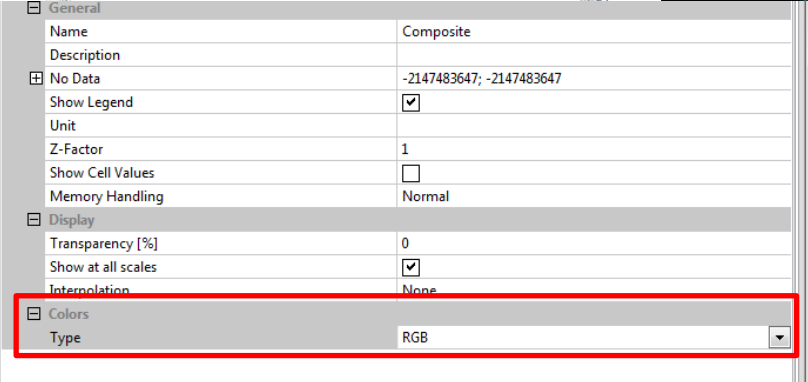 General
Name Composite
Description
No Data -2147483647; -2147483647
Show Legend
Unit
Z-Factor 1
Show Cell Values
Memory Handling Normal
Display
Transparency [%] 0
Show at all scales
Interpolation None
Colors
Type RGB